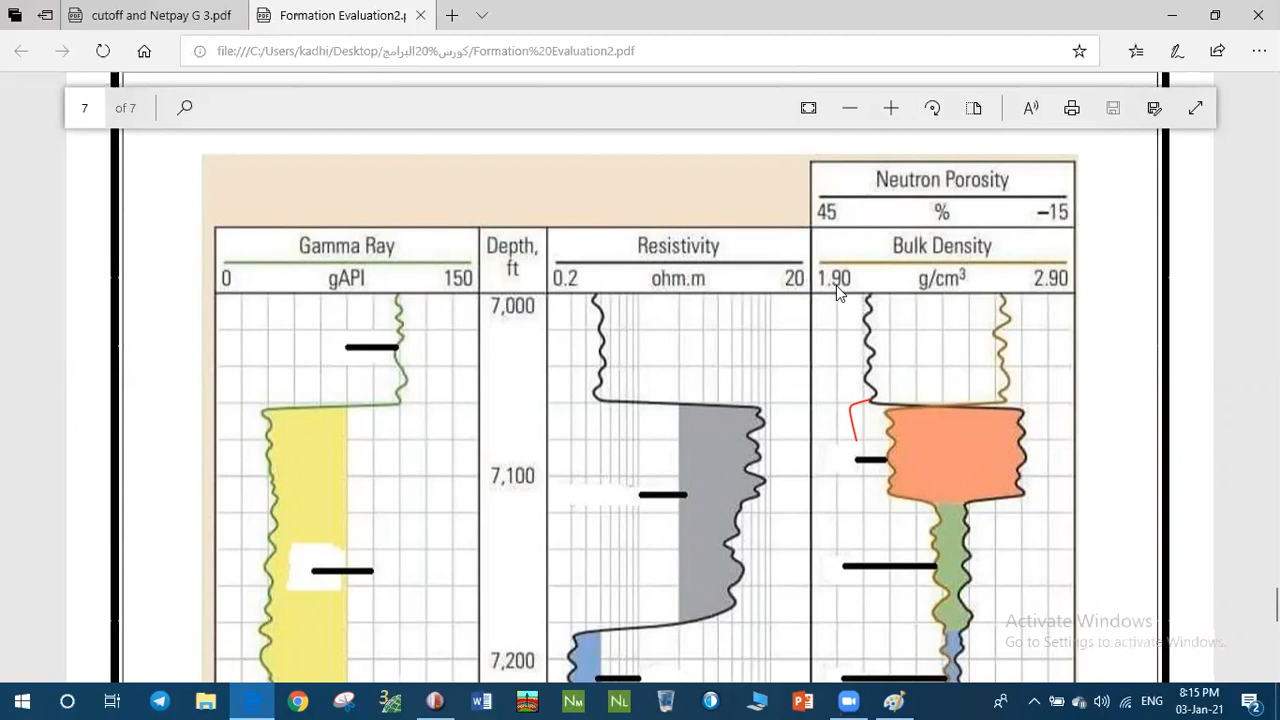 cutoff and Netpay G 3.pdf
Formation Evaluation2.p
file:///C:/Users/kadhi/Desktop/كورس%20البرامج/Formation%20Evaluation2.pdf
7 of 7
Neutron Porosity
45 % –15
Gamma Ray
0 gAPI 150
Depth,
ft
Resistivity
0.2 ohm.m 20
Bulk Density
1.90 g/cm³ 2.90
7,000
7,100
7,200
Activate Windows
Go to Settings to activate Windows.
ENG
8:15 PM
03-Jan-21
2